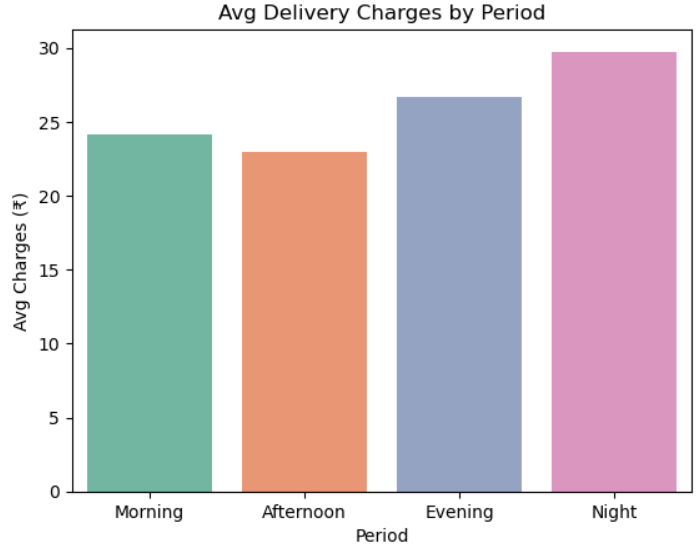 Avg Delivery Charges by Period
Avg Charges (₹)
30
25
20
15
10
5
0
Morning Afternoon Evening Night
Period